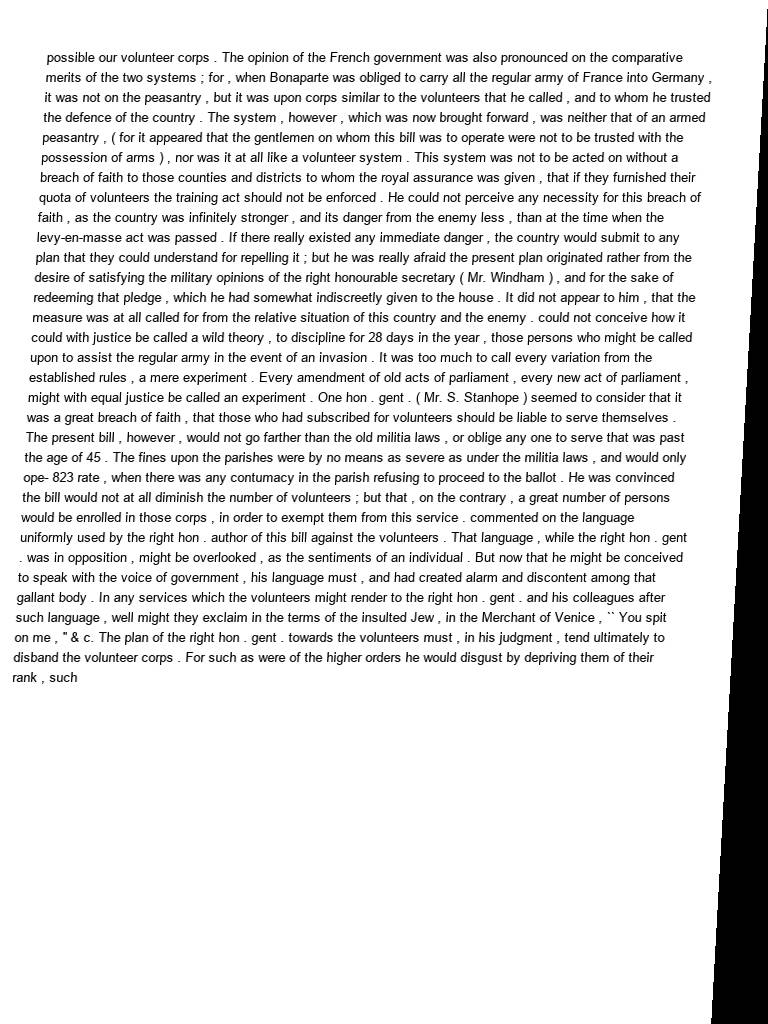 possible our volunteer corps . The opinion of the French government was also pronounced on the comparative
merits of the two systems ; for , when Bonaparte was obliged to carry all the regular army of France into Germany ,
it was not on the peasantry , but it was upon corps similar to the volunteers that he called , and to whom he trusted
the defence of the country . The system , however , which was now brought forward , was neither that of an armed
peasantry , ( for it appeared that the gentlemen on whom this bill was to operate were not to be trusted with the
possession of arms ) , nor was it at all like a volunteer system . This system was not to be acted on without a
breach of faith to those counties and districts to whom the royal assurance was given , that if they furnished their
quota of volunteers the training act should not be enforced . He could not perceive any necessity for this breach of
faith , as the country was infinitely stronger , and its danger from the enemy less , than at the time when the
levy-en-masse act was passed . If there really existed any immediate danger , the country would submit to any
plan that they could understand for repelling it ; but he was really afraid the present plan originated rather from the
desire of satisfying the military opinions of the right honourable secretary ( Mr. Windham ) , and for the sake of
redeeming that pledge , which he had somewhat indiscreetly given to the house . It did not appear to him , that the
measure was at all called for from the relative situation of this country and the enemy . could not conceive how it
could with justice be called a wild theory , to discipline for 28 days in the year , those persons who might be called
upon to assist the regular army in the event of an invasion . It was too much to call every variation from the
established rules , a mere experiment . Every amendment of old acts of parliament , every new act of parliament ,
might with equal justice be called an experiment . One hon . gent . ( Mr. S. Stanhope ) seemed to consider that it
was a great breach of faith , that those who had subscribed for volunteers should be liable to serve themselves .
The present bill , however , would not go farther than the old militia laws , or oblige any one to serve that was past
the age of 45 . The fines upon the parishes were by no means as severe as under the militia laws , and would only
ope- 823 rate , when there was any contumacy in the parish refusing to proceed to the ballot . He was convinced
the bill would not at all diminish the number of volunteers ; but that , on the contrary , a great number of persons
would be enrolled in those corps , in order to exempt them from this service . commented on the language
uniformly used by the right hon . author of this bill against the volunteers . That language , while the right hon . gent
. was in opposition , might be overlooked , as the sentiments of an individual . But now that he might be conceived
to speak with the voice of government , his language must , and had created alarm and discontent among that
gallant body . In any services which the volunteers might render to the right hon . gent . and his colleagues after
such language , well might they exclaim in the terms of the insulted Jew , in the Merchant of Venice , `` You spit
on me , '' & c. The plan of the right hon . gent . towards the volunteers must , in his judgment , tend ultimately to
disband the volunteer corps . For such as were of the higher orders he would disgust by depriving them of their
rank , such